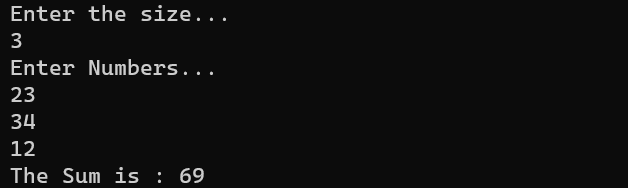 Enter the size...
3
Enter Numbers...
23
34
12
The Sum is : 69